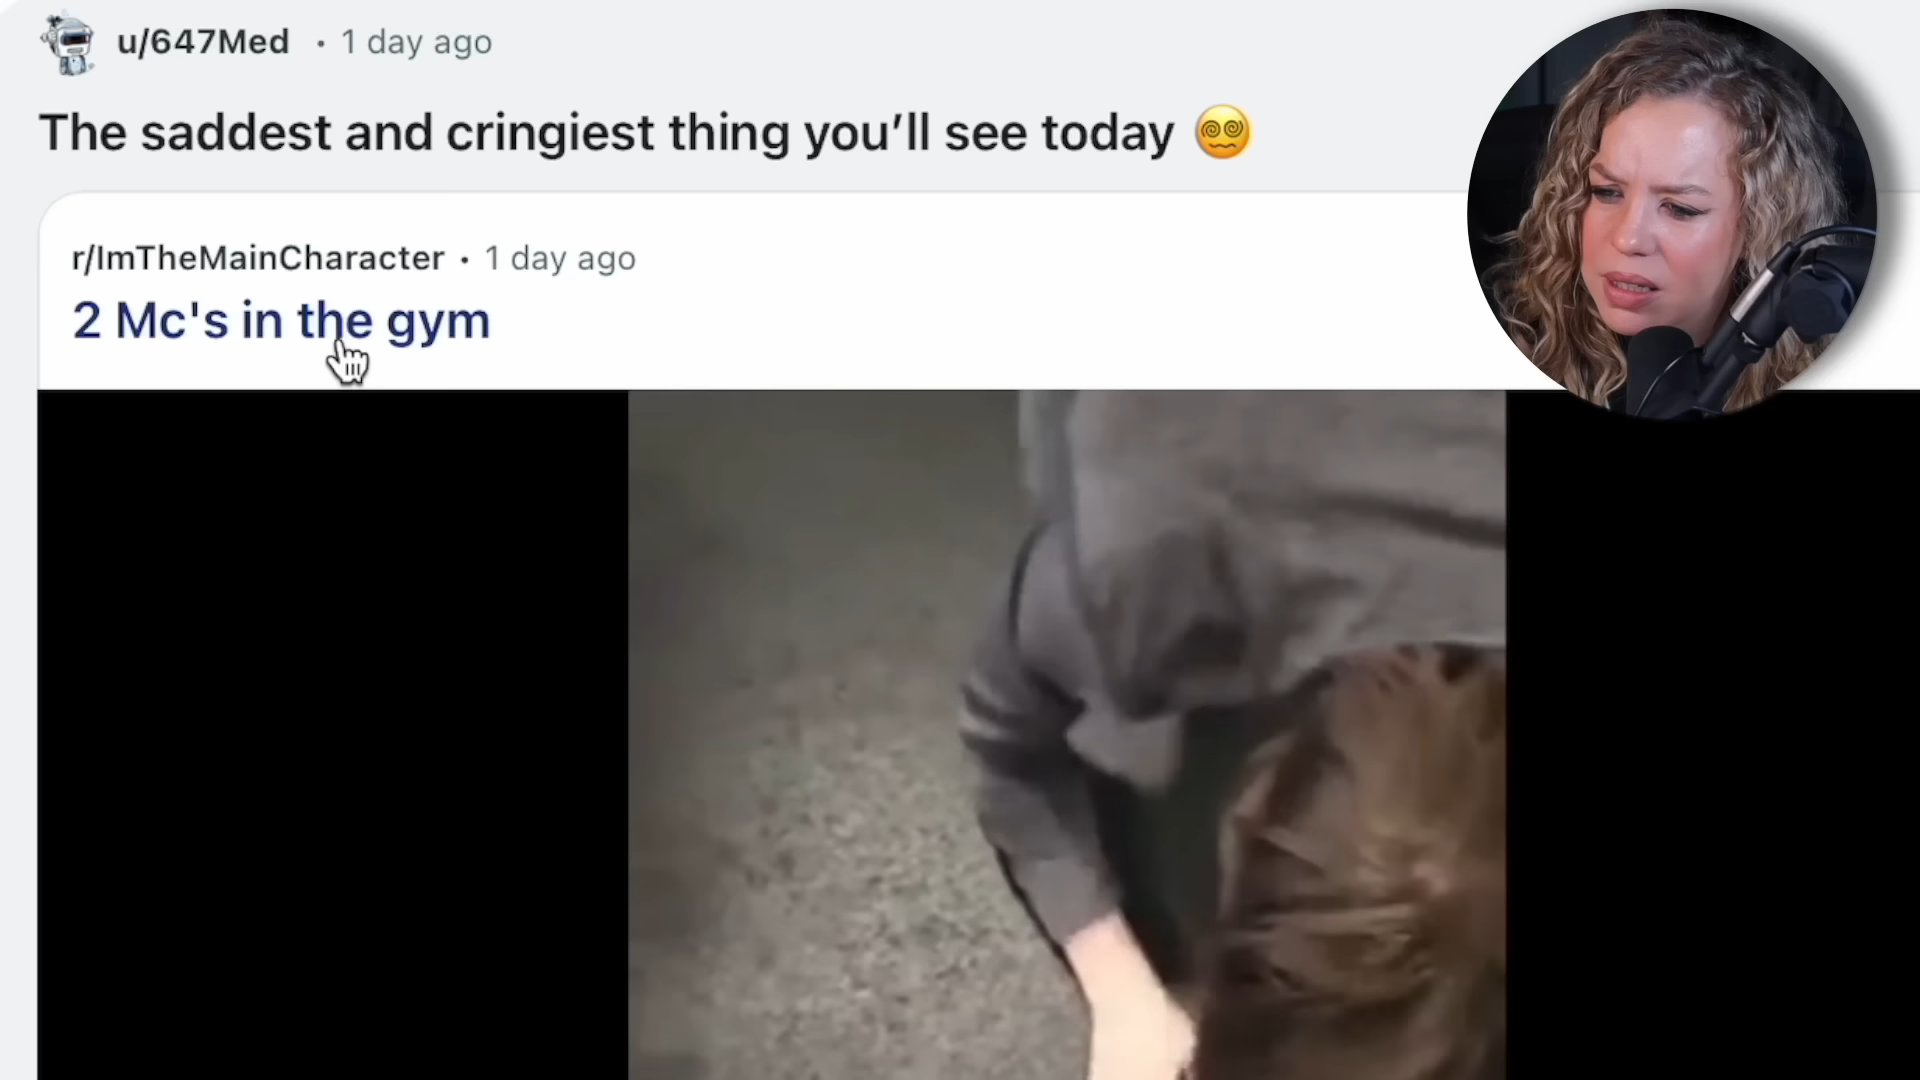 u/647Med • 1 day ago
The saddest and cringiest thing you’ll see today 😵‍💫
r/ImTheMainCharacter • 1 day ago
2 Mc's in the gym